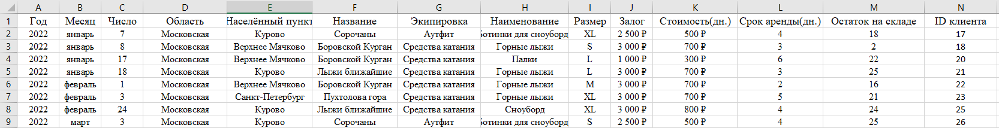 A B C D E F G H I J K L M N
1 Год Месяц Число Область Населённый пункт Название Экипировка Наименование Размер Залог Стоимость(дн.) Срок аренды(дн.) Остаток на складе ID клиента
2 2022 январь 7 Московская Курово Сорочаны Аутфит Ботинки для сноуборд XL 2 500 ₽ 500 ₽ 4 18 17
3 2022 январь 8 Московская Верхнее Мячково Боровской Курган Средства катания Горные лыжи S 3 000 ₽ 700 ₽ 3 2 18
4 2022 январь 17 Московская Верхнее Мячково Боровской Курган Средства катания Палки L 1 000 ₽ 300 ₽ 6 22 20
5 2022 январь 18 Московская Курово Лыжи ближайшие Средства катания Горные лыжи L 3 000 ₽ 700 ₽ 3 25 21
6 2022 февраль 1 Московская Верхнее Мячково Боровской Курган Средства катания Горные лыжи M 3 000 ₽ 700 ₽ 2 16 22
7 2022 февраль 3 Московская Санкт-Петербург Пухтолова гора Средства катания Горные лыжи XL 3 000 ₽ 700 ₽ 5 21 23
8 2022 февраль 24 Московская Курово Лыжи ближайшие Средства катания Сноуборд XL 3 000 ₽ 800 ₽ 4 24 25
9 2022 март 3 Московская Курово Сорочаны Аутфит Ботинки для сноуборд S 2 500 ₽ 500 ₽ 4 25 26